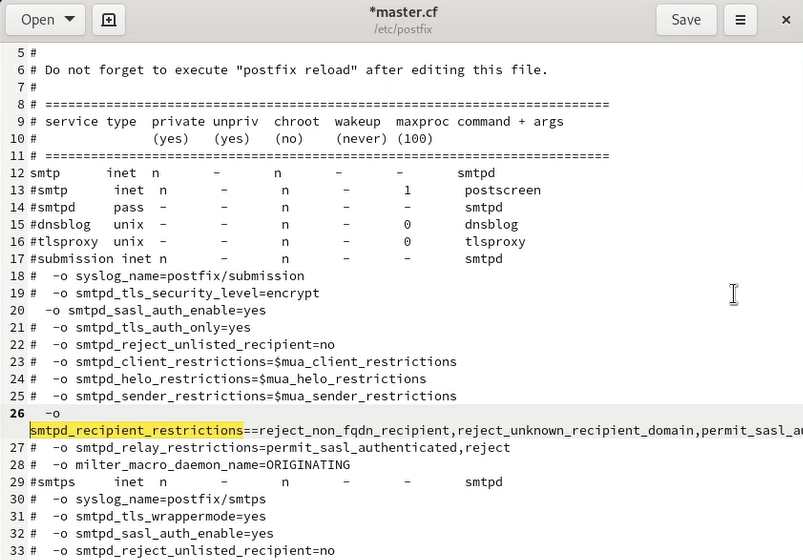 Open
*master.cf
/etc/postfix
Save
5 #
6 # Do not forget to execute "postfix reload" after editing this file.
7 #
8 # ==========================================================================
9 # service type  private unpriv  chroot  wakeup  maxproc command + args
10 #               (yes)   (yes)   (no)    (never) (100)
11 # ==========================================================================
12 smtp      inet  n       -       n       -       -       smtpd
13 #smtp      inet  n       -       n       -       1       postscreen
14 #smtpd     pass  -       -       n       -       -       smtpd
15 #dnsblog   unix  -       -       n       -       0       dnsblog
16 #tlsproxy  unix  -       -       n       -       0       tlsproxy
17 #submission inet n       -       n       -       -       smtpd
18 #  -o syslog_name=postfix/submission
19 #  -o smtpd_tls_security_level=encrypt
20   -o smtpd_sasl_auth_enable=yes
21 #  -o smtpd_tls_auth_only=yes
22 #  -o smtpd_reject_unlisted_recipient=no
23 #  -o smtpd_client_restrictions=$mua_client_restrictions
24 #  -o smtpd_helo_restrictions=$mua_helo_restrictions
25 #  -o smtpd_sender_restrictions=$mua_sender_restrictions
26   -o
smtpd_recipient_restrictions==reject_non_fqdn_recipient,reject_unknown_recipient_domain,permit_sasl_au
27 #  -o smtpd_relay_restrictions=permit_sasl_authenticated,reject
28 #  -o milter_macro_daemon_name=ORIGINATING
29 #smtps     inet  n       -       n       -       -       smtpd
30 #  -o syslog_name=postfix/smtps
31 #  -o smtpd_tls_wrappermode=yes
32 #  -o smtpd_sasl_auth_enable=yes
33 #  -o smtpd_reject_unlisted_recipient=no